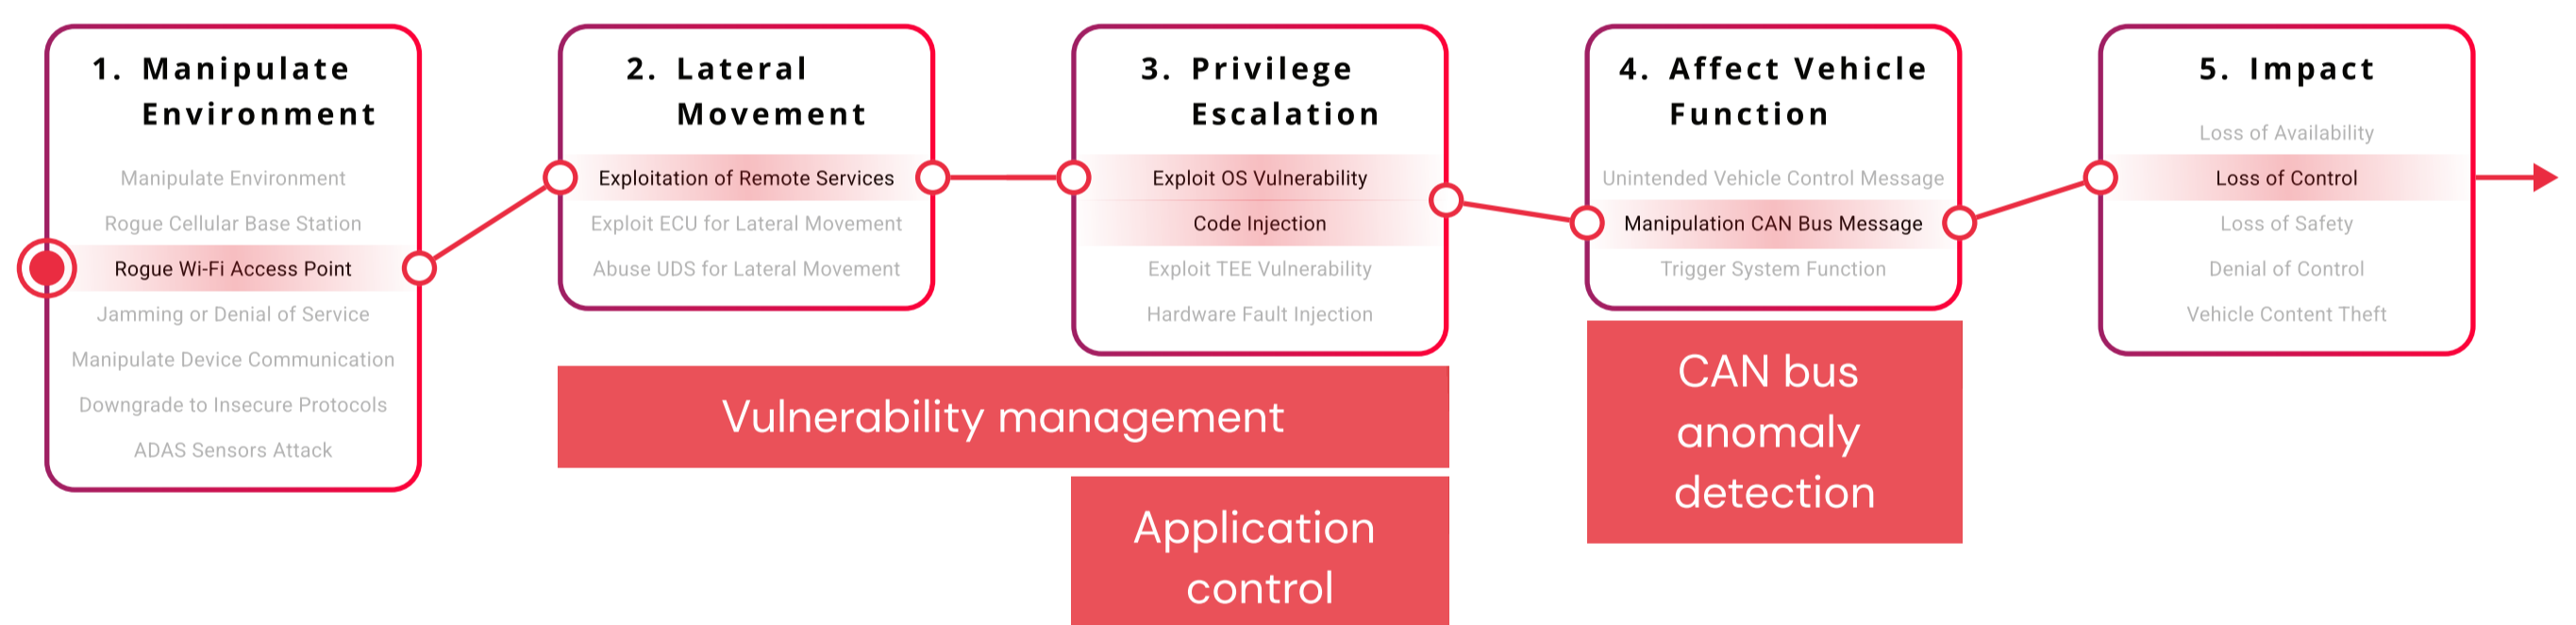 1. Manipulate
Environment
Manipulate Environment
Rogue Cellular Base Station
Rogue Wi-Fi Access Point
Jamming or Denial of Service
Manipulate Device Communication
Downgrade to Insecure Protocols
ADAS Sensors Attack
2. Lateral
Movement
Exploitation of Remote Services
Exploit ECU for Lateral Movement
Abuse UDS for Lateral Movement
3. Privilege
Escalation
Exploit OS Vulnerability
Code Injection
Exploit TEE Vulnerability
Hardware Fault Injection
Vulnerability management
Application
control
4. Affect Vehicle
Function
Unintended Vehicle Control Message
Manipulation CAN Bus Message
Trigger System Function
CAN bus
anomaly
detection
5. Impact
Loss of Availability
Loss of Control
Loss of Safety
Denial of Control
Vehicle Content Theft